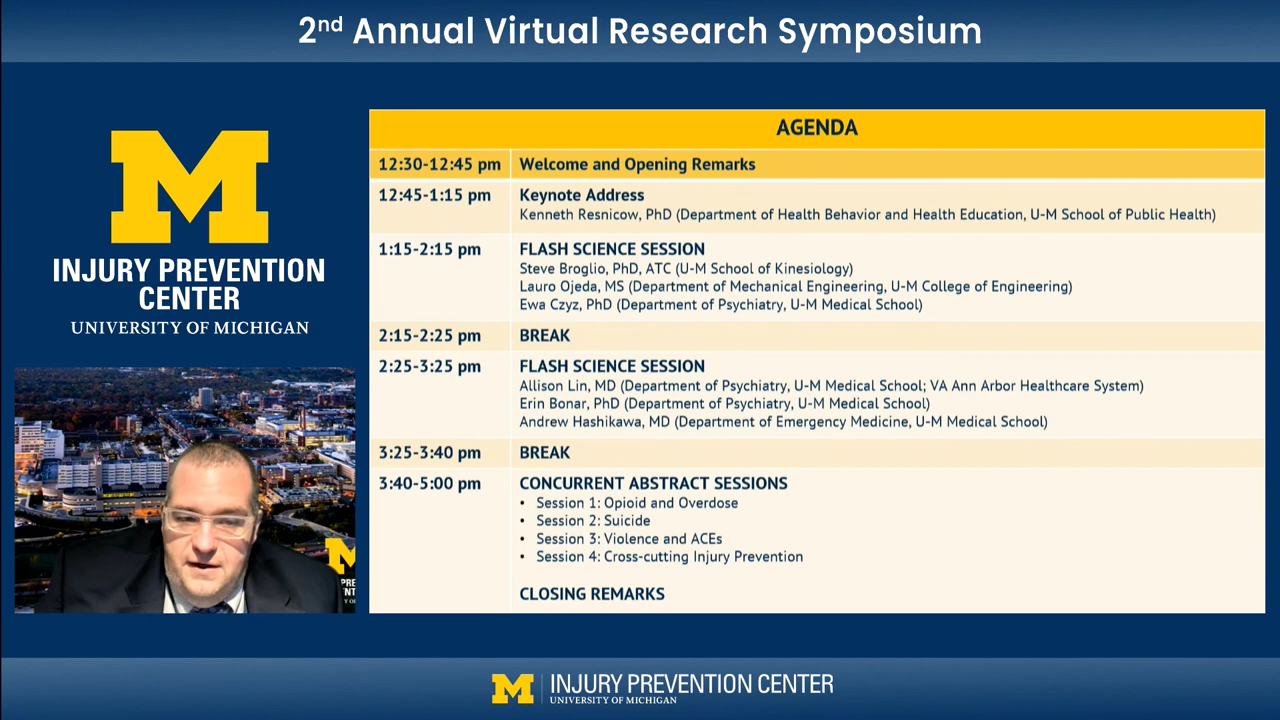 2nd Annual Virtual Research Symposium
M
INJURY PREVENTION
CENTER
UNIVERSITY OF MICHIGAN
AGENDA
12:30-12:45 pm Welcome and Opening Remarks
12:45-1:15 pm Keynote Address
Kenneth Resnicow, PhD (Department of Health Behavior and Health Education, U-M School of Public Health)
1:15-2:15 pm FLASH SCIENCE SESSION
Steve Broglio, PhD, ATC (U-M School of Kinesiology)
Lauro Ojeda, MS (Department of Mechanical Engineering, U-M College of Engineering)
Ewa Czyz, PhD (Department of Psychiatry, U-M Medical School)
2:15-2:25 pm BREAK
2:25-3:25 pm FLASH SCIENCE SESSION
Allison Lin, MD (Department of Psychiatry, U-M Medical School; VA Ann Arbor Healthcare System)
Erin Bonar, PhD (Department of Psychiatry, U-M Medical School)
Andrew Hashikawa, MD (Department of Emergency Medicine, U-M Medical School)
3:25-3:40 pm BREAK
3:40-5:00 pm CONCURRENT ABSTRACT SESSIONS
• Session 1: Opioid and Overdose
• Session 2: Suicide
• Session 3: Violence and ACEs
• Session 4: Cross-cutting Injury Prevention
CLOSING REMARKS
M
M INJURY PREVENTION CENTER
UNIVERSITY OF MICHIGAN